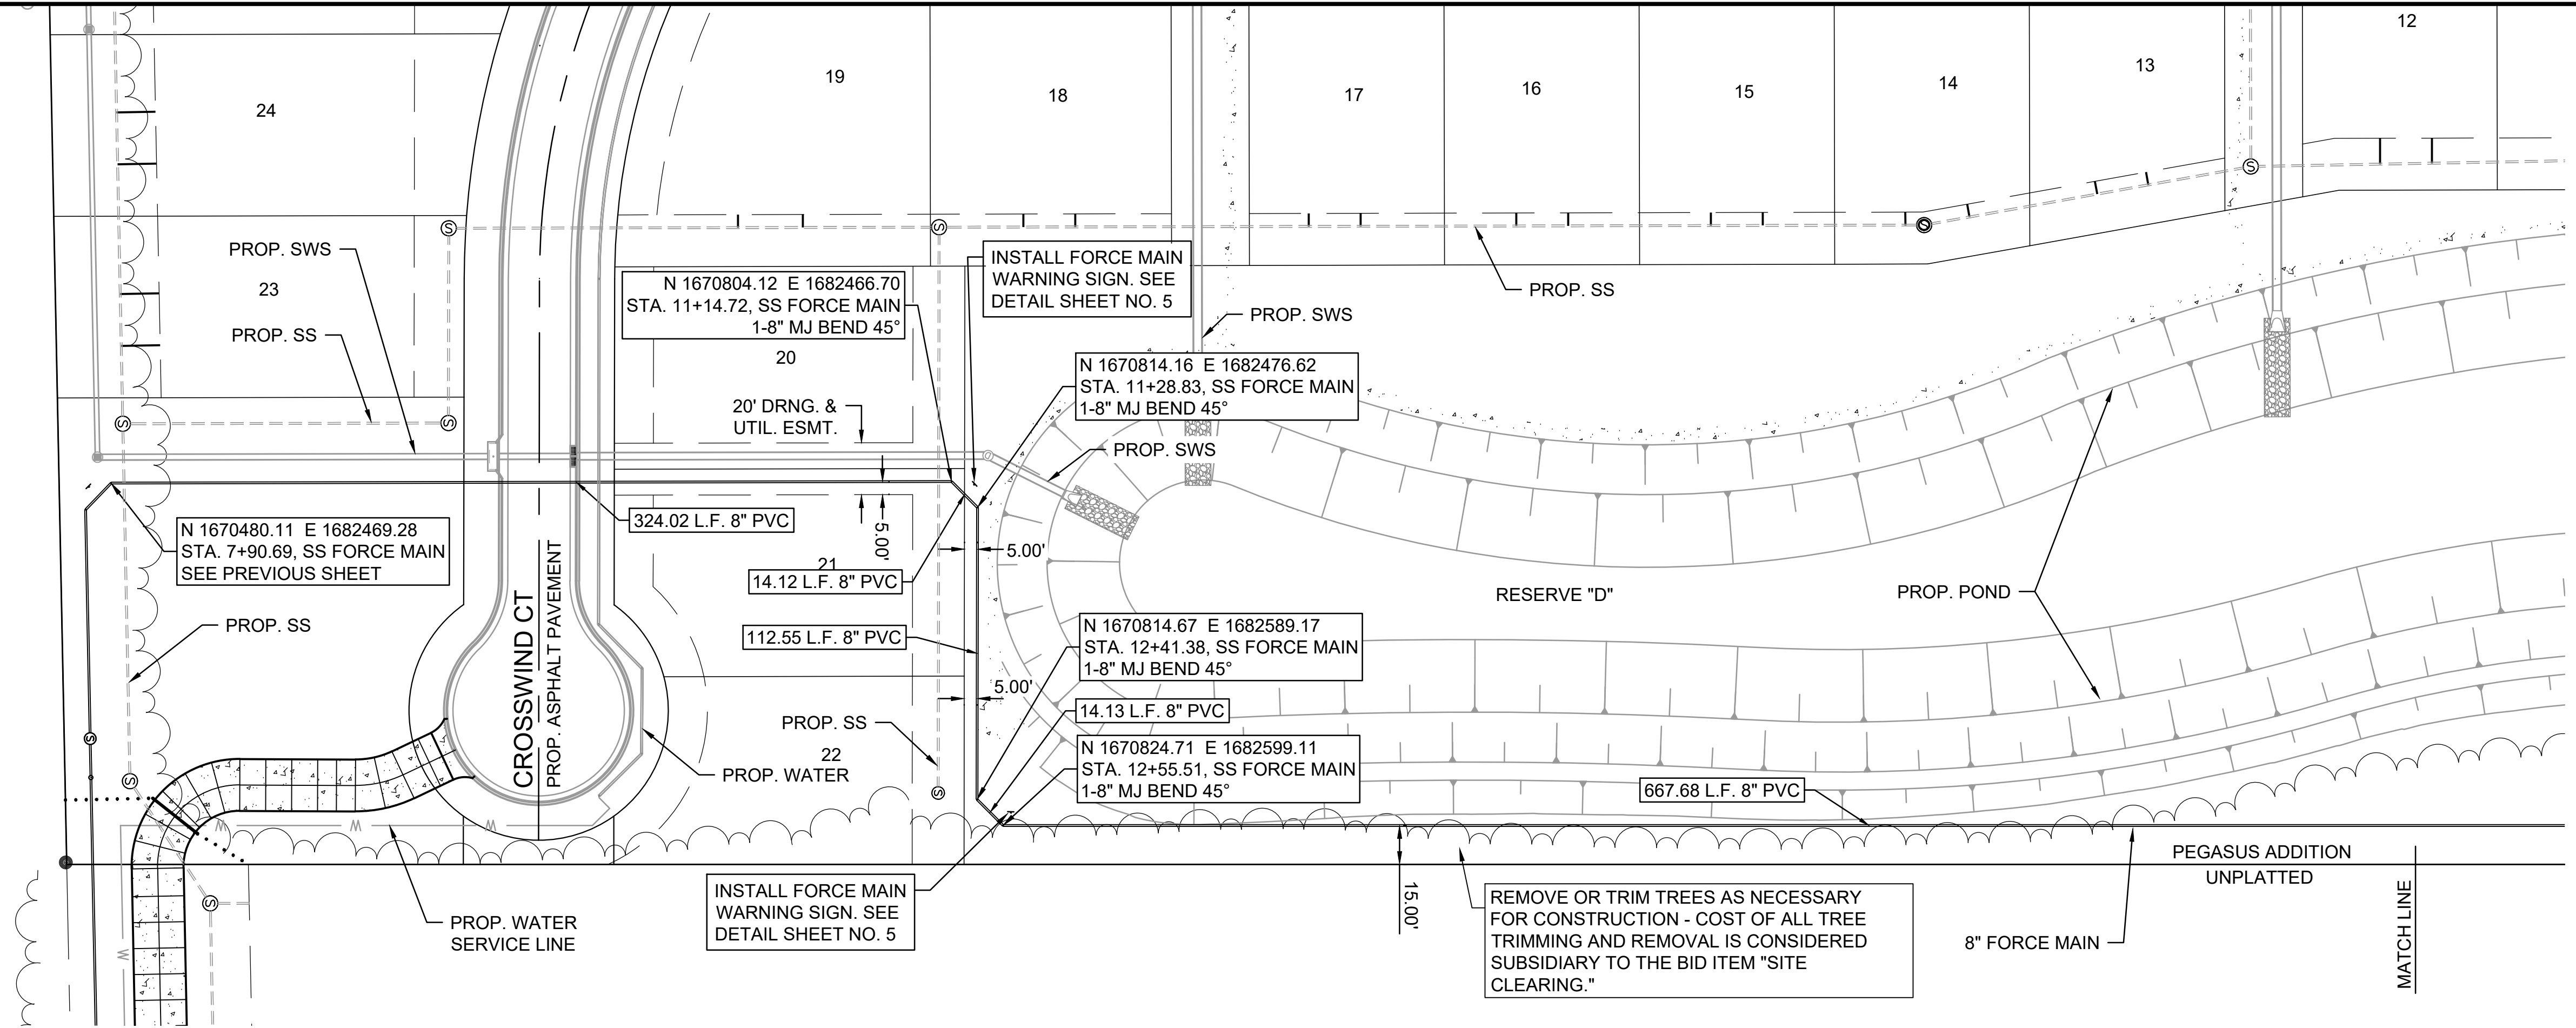 12
13
14
15
16
17
18
19
24
PROP. SWS
23
PROP. SS
N 1670804.12  E 1682466.70
STA. 11+14.72, SS FORCE MAIN
1-8" MJ BEND 45°
INSTALL FORCE MAIN
WARNING SIGN. SEE
DETAIL SHEET NO. 5
PROP. SS
PROP. SWS
20
N 1670814.16  E 1682476.62
STA. 11+28.83, SS FORCE MAIN
1-8" MJ BEND 45°
20' DRNG. &
UTIL. ESMT.
PROP. SWS
N 1670480.11  E 1682469.28
STA. 7+90.69, SS FORCE MAIN
SEE PREVIOUS SHEET
324.02 L.F. 8" PVC
5.00'
5.00'
21
14.12 L.F. 8" PVC
RESERVE "D"
PROP. POND
PROP. SS
CROSSWIND CT
PROP. ASPHALT PAVEMENT
112.55 L.F. 8" PVC
N 1670814.67  E 1682589.17
STA. 12+41.38, SS FORCE MAIN
1-8" MJ BEND 45°
5.00'
14.13 L.F. 8" PVC
PROP. SS
22
PROP. WATER
N 1670824.71  E 1682599.11
STA. 12+55.51, SS FORCE MAIN
1-8" MJ BEND 45°
667.68 L.F. 8" PVC
S
S
S
S
S
S
S
S
S
S
W
W
W
W
PEGASUS ADDITION
UNPLATTED
MATCH LINE
INSTALL FORCE MAIN
WARNING SIGN. SEE
DETAIL SHEET NO. 5
15.00'
REMOVE OR TRIM TREES AS NECESSARY
FOR CONSTRUCTION - COST OF ALL TREE
TRIMMING AND REMOVAL IS CONSIDERED
SUBSIDIARY TO THE BID ITEM "SITE
CLEARING."
PROP. WATER
SERVICE LINE
8" FORCE MAIN